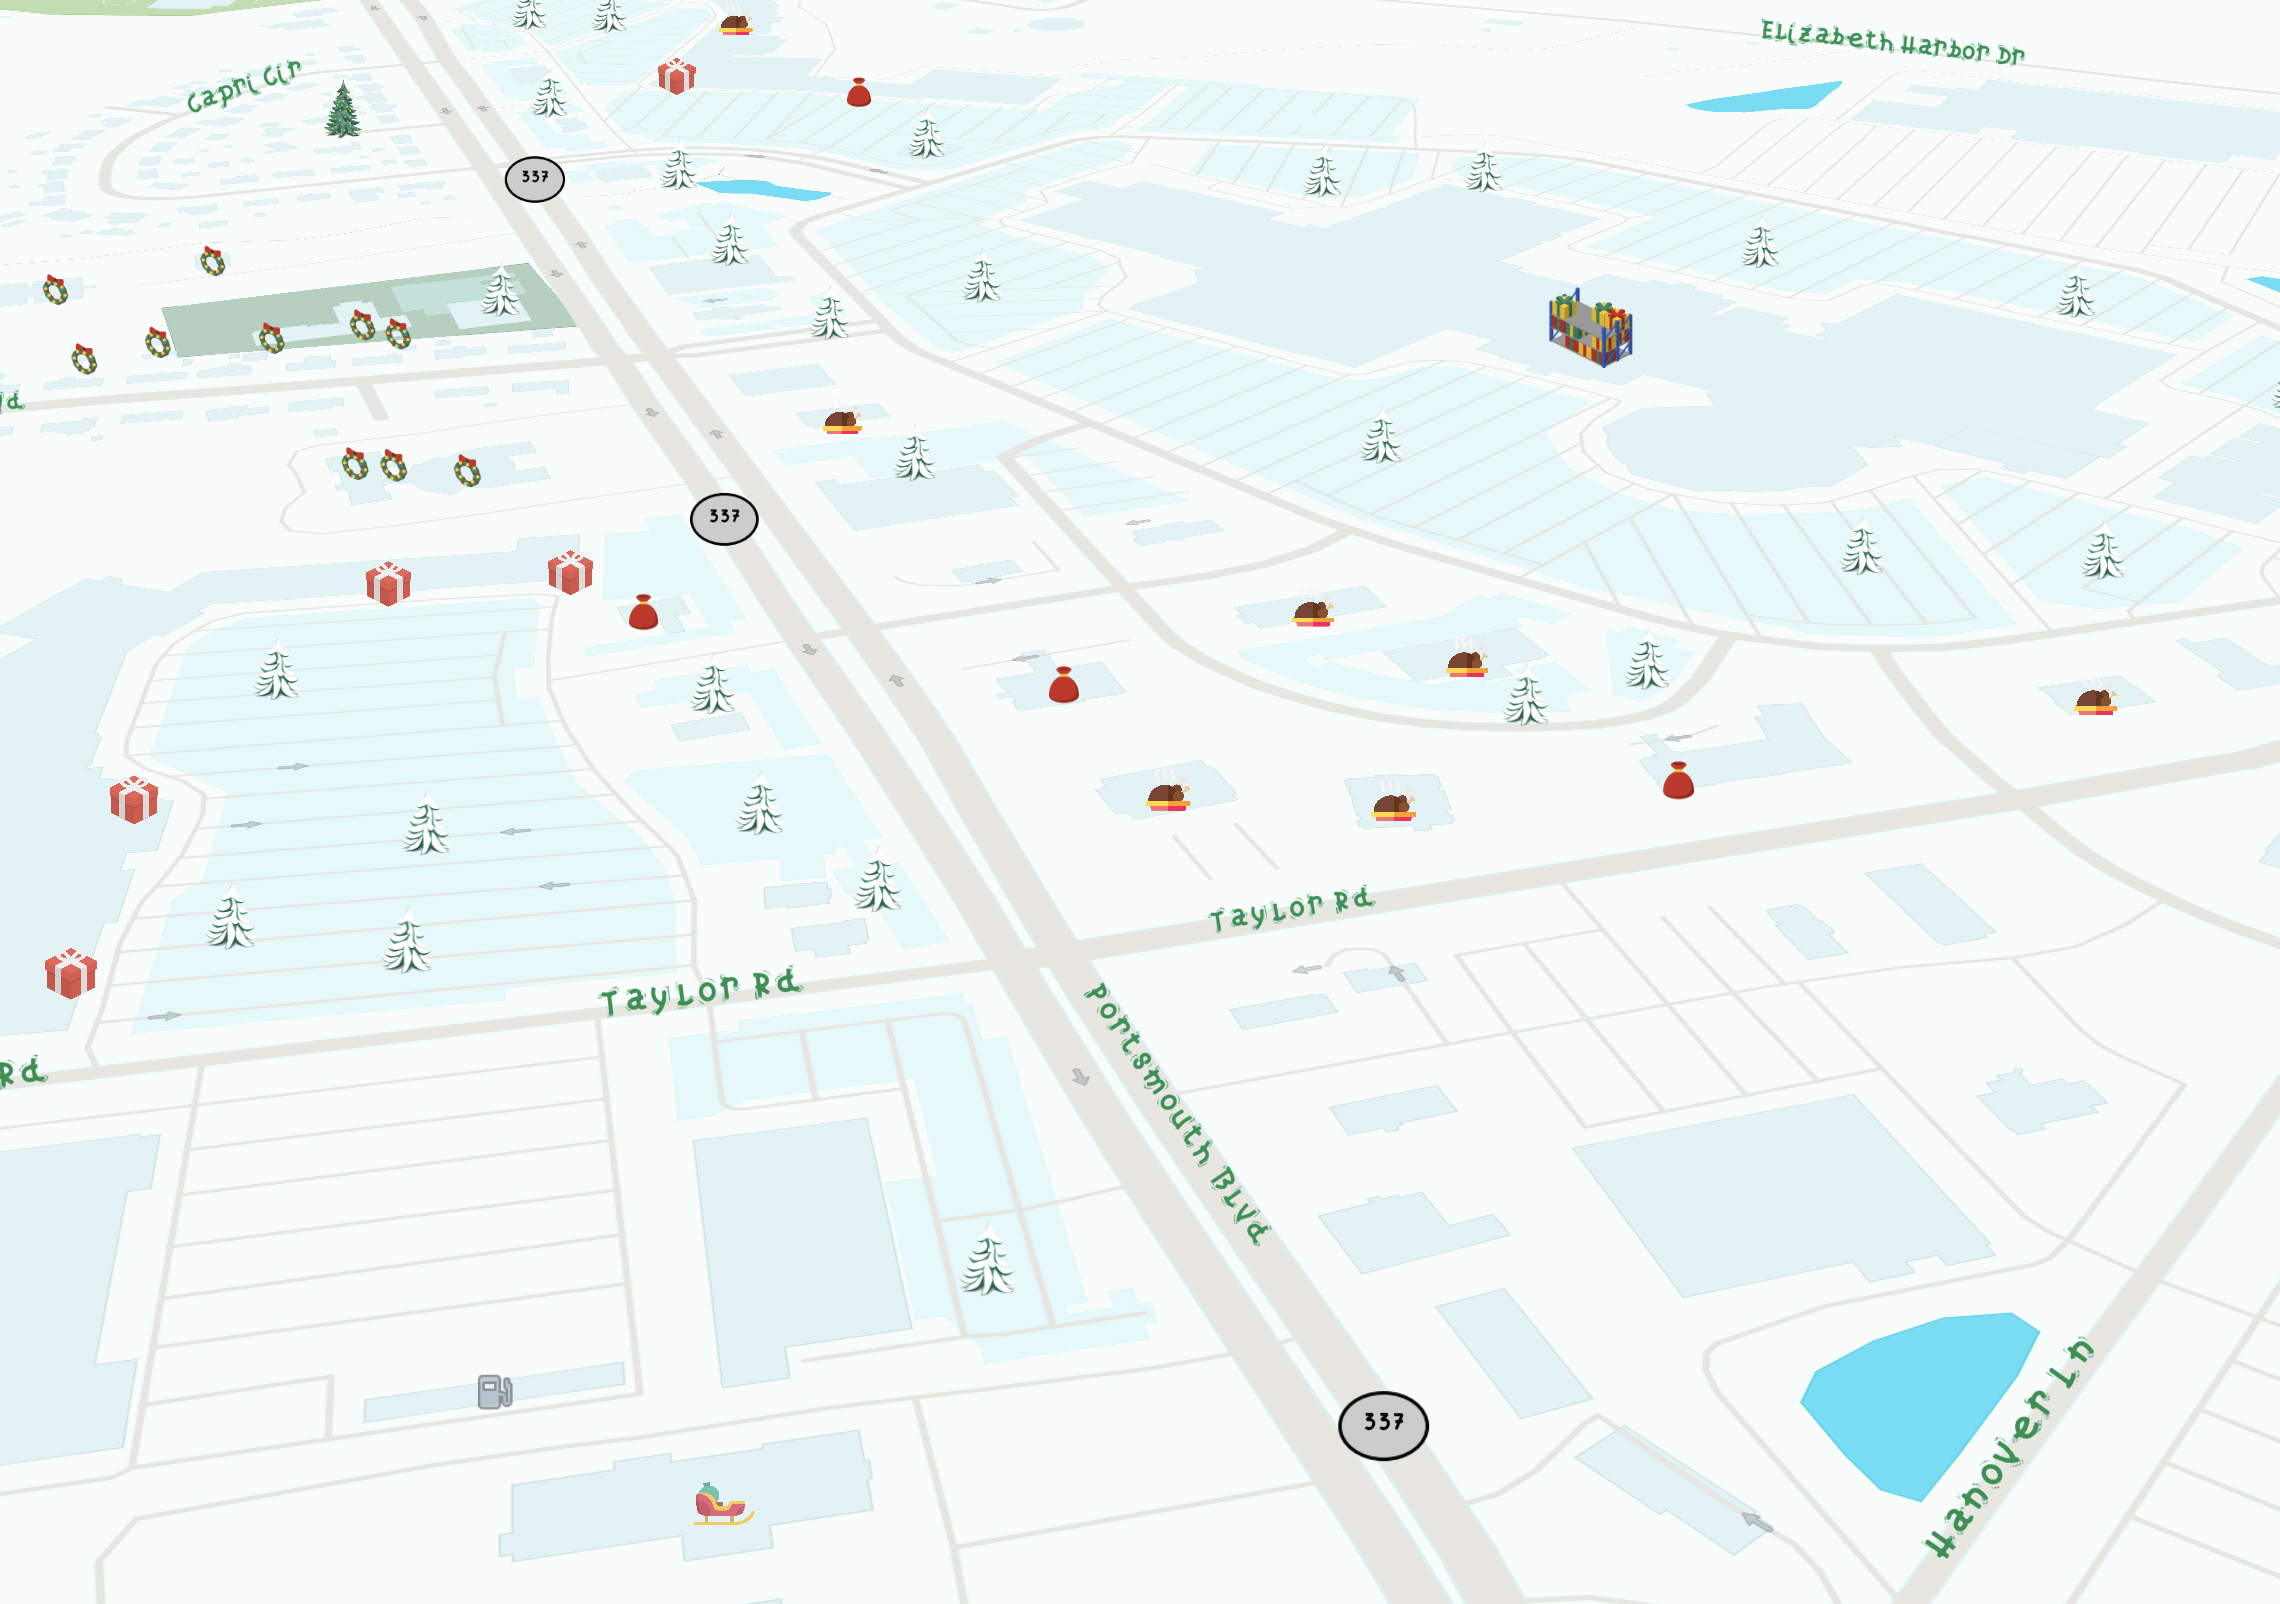 Elizabeth Harbor Dr
Capri Cir
337
337
Taylor Rd
Taylor Rd
Portsmouth Blvd
Rd
Hanover Ln
337